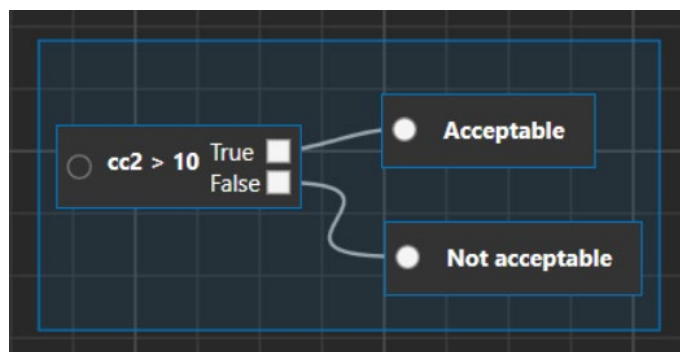 cc2 > 10
True
False
Acceptable
Not acceptable